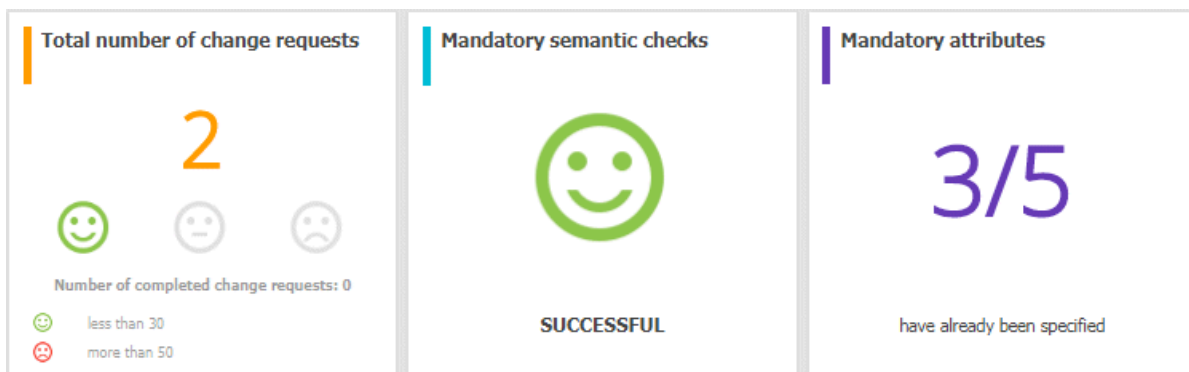 Total number of change requests
2
Number of completed change requests: 0
less than 30
more than 50
Mandatory semantic checks
SUCCESSFUL
Mandatory attributes
3/5
have already been specified